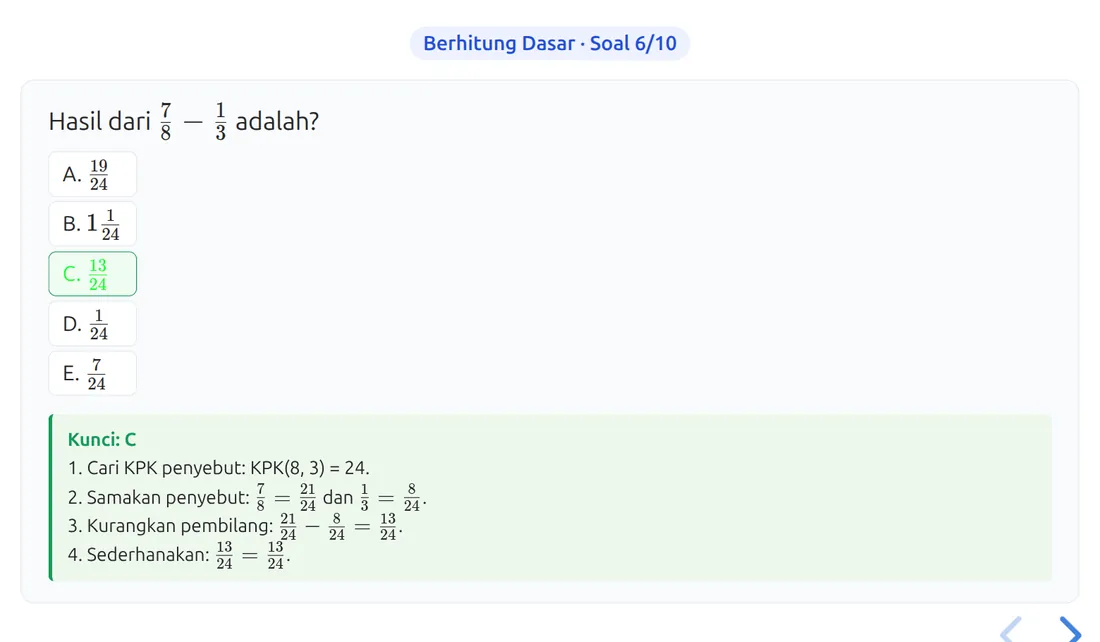 Berhitung Dasar · Soal 6/10
Hasil dari 7/8 − 1/3 adalah?
A. 19/24
B. 1 1/24
C. 13/24
D. 1/24
E. 7/24
Kunci: C
1. Cari KPK penyebut: KPK(8, 3) = 24.
2. Samakan penyebut: 7/8 = 21/24 dan 1/3 = 8/24.
3. Kurangkan pembilang: 21/24 − 8/24 = 13/24.
4. Sederhanakan: 13/24 = 13/24.